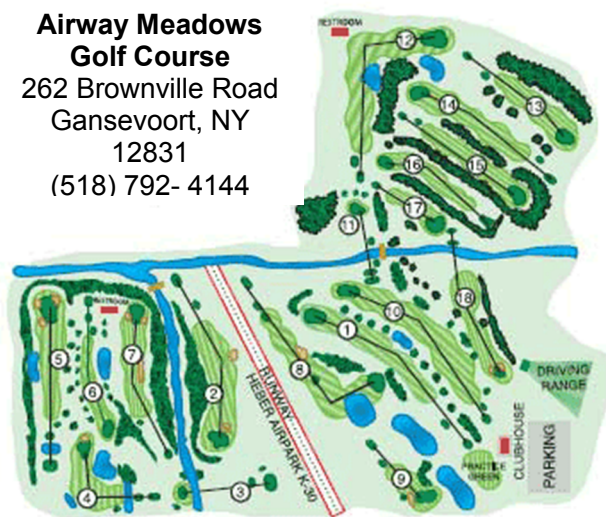 Airway Meadows
Golf Course
262 Brownville Road
Gansevoort, NY
12831
(518) 792- 4144
RESTROOM
12
14
13
16
15
17
11
18
10
1
RESTROOM
5
7
6
2
8
RUNWAY
HEBER AIRPARK K-30
DRIVING
RANGE
CLUBHOUSE
PARKING
PRACTICE
GREEN
9
4
3